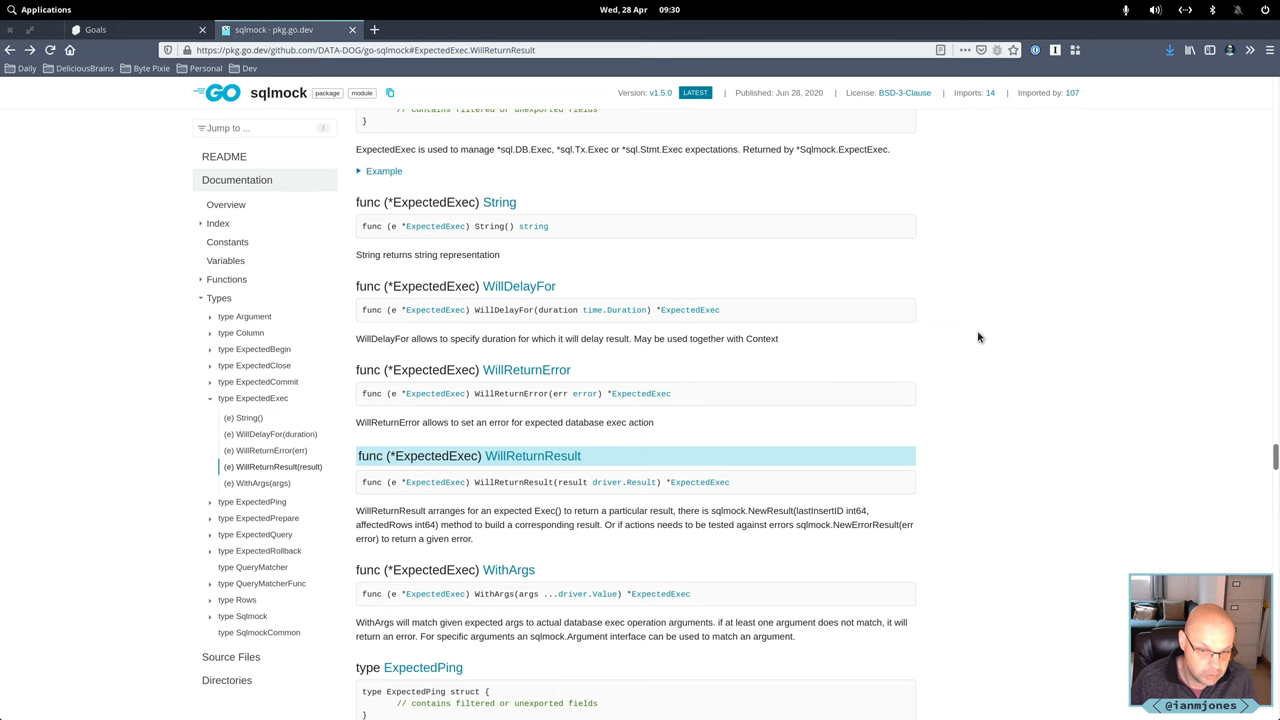 Applications
Wed, 28 Apr 09:30
Goals
sqlmock · pkg.go.dev
https://pkg.go.dev/github.com/DATA-DOG/go-sqlmock#ExpectedExec.WillReturnResult
Daily DeliciousBrains Byte Pixie Personal Dev
GO sqlmock package module
Version: v1.5.0 LATEST | Published: Jun 28, 2020 | License: BSD-3-Clause | Imports: 14 | Imported by: 107
Jump to ...
README
Documentation
Overview
Index
Constants
Variables
Functions
Types
type Argument
type Column
type ExpectedBegin
type ExpectedClose
type ExpectedCommit
type ExpectedExec
(e) String()
(e) WillDelayFor(duration)
(e) WillReturnError(err)
(e) WillReturnResult(result)
(e) WithArgs(args)
type ExpectedPing
type ExpectedPrepare
type ExpectedQuery
type ExpectedRollback
type QueryMatcher
type QueryMatcherFunc
type Rows
type Sqlmock
type SqlmockCommon
Source Files
Directories
// contains filtered or unexported fields
}
ExpectedExec is used to manage *sql.DB.Exec, *sql.Tx.Exec or *sql.Stmt.Exec expectations. Returned by *Sqlmock.ExpectExec.
Example
func (*ExpectedExec) String
func (e *ExpectedExec) String() string
String returns string representation
func (*ExpectedExec) WillDelayFor
func (e *ExpectedExec) WillDelayFor(duration time.Duration) *ExpectedExec
WillDelayFor allows to specify duration for which it will delay result. May be used together with Context
func (*ExpectedExec) WillReturnError
func (e *ExpectedExec) WillReturnError(err error) *ExpectedExec
WillReturnError allows to set an error for expected database exec action
func (*ExpectedExec) WillReturnResult
func (e *ExpectedExec) WillReturnResult(result driver.Result) *ExpectedExec
WillReturnResult arranges for an expected Exec() to return a particular result, there is sqlmock.NewResult(lastInsertID int64,
affectedRows int64) method to build a corresponding result. Or if actions needs to be tested against errors sqlmock.NewErrorResult(err
error) to return a given error.
func (*ExpectedExec) WithArgs
func (e *ExpectedExec) WithArgs(args ...driver.Value) *ExpectedExec
WithArgs will match given expected args to actual database exec operation arguments. if at least one argument does not match, it will
return an error. For specific arguments an sqlmock.Argument interface can be used to match an argument.
type ExpectedPing
type ExpectedPing struct {
// contains filtered or unexported fields
}
@ianmjones